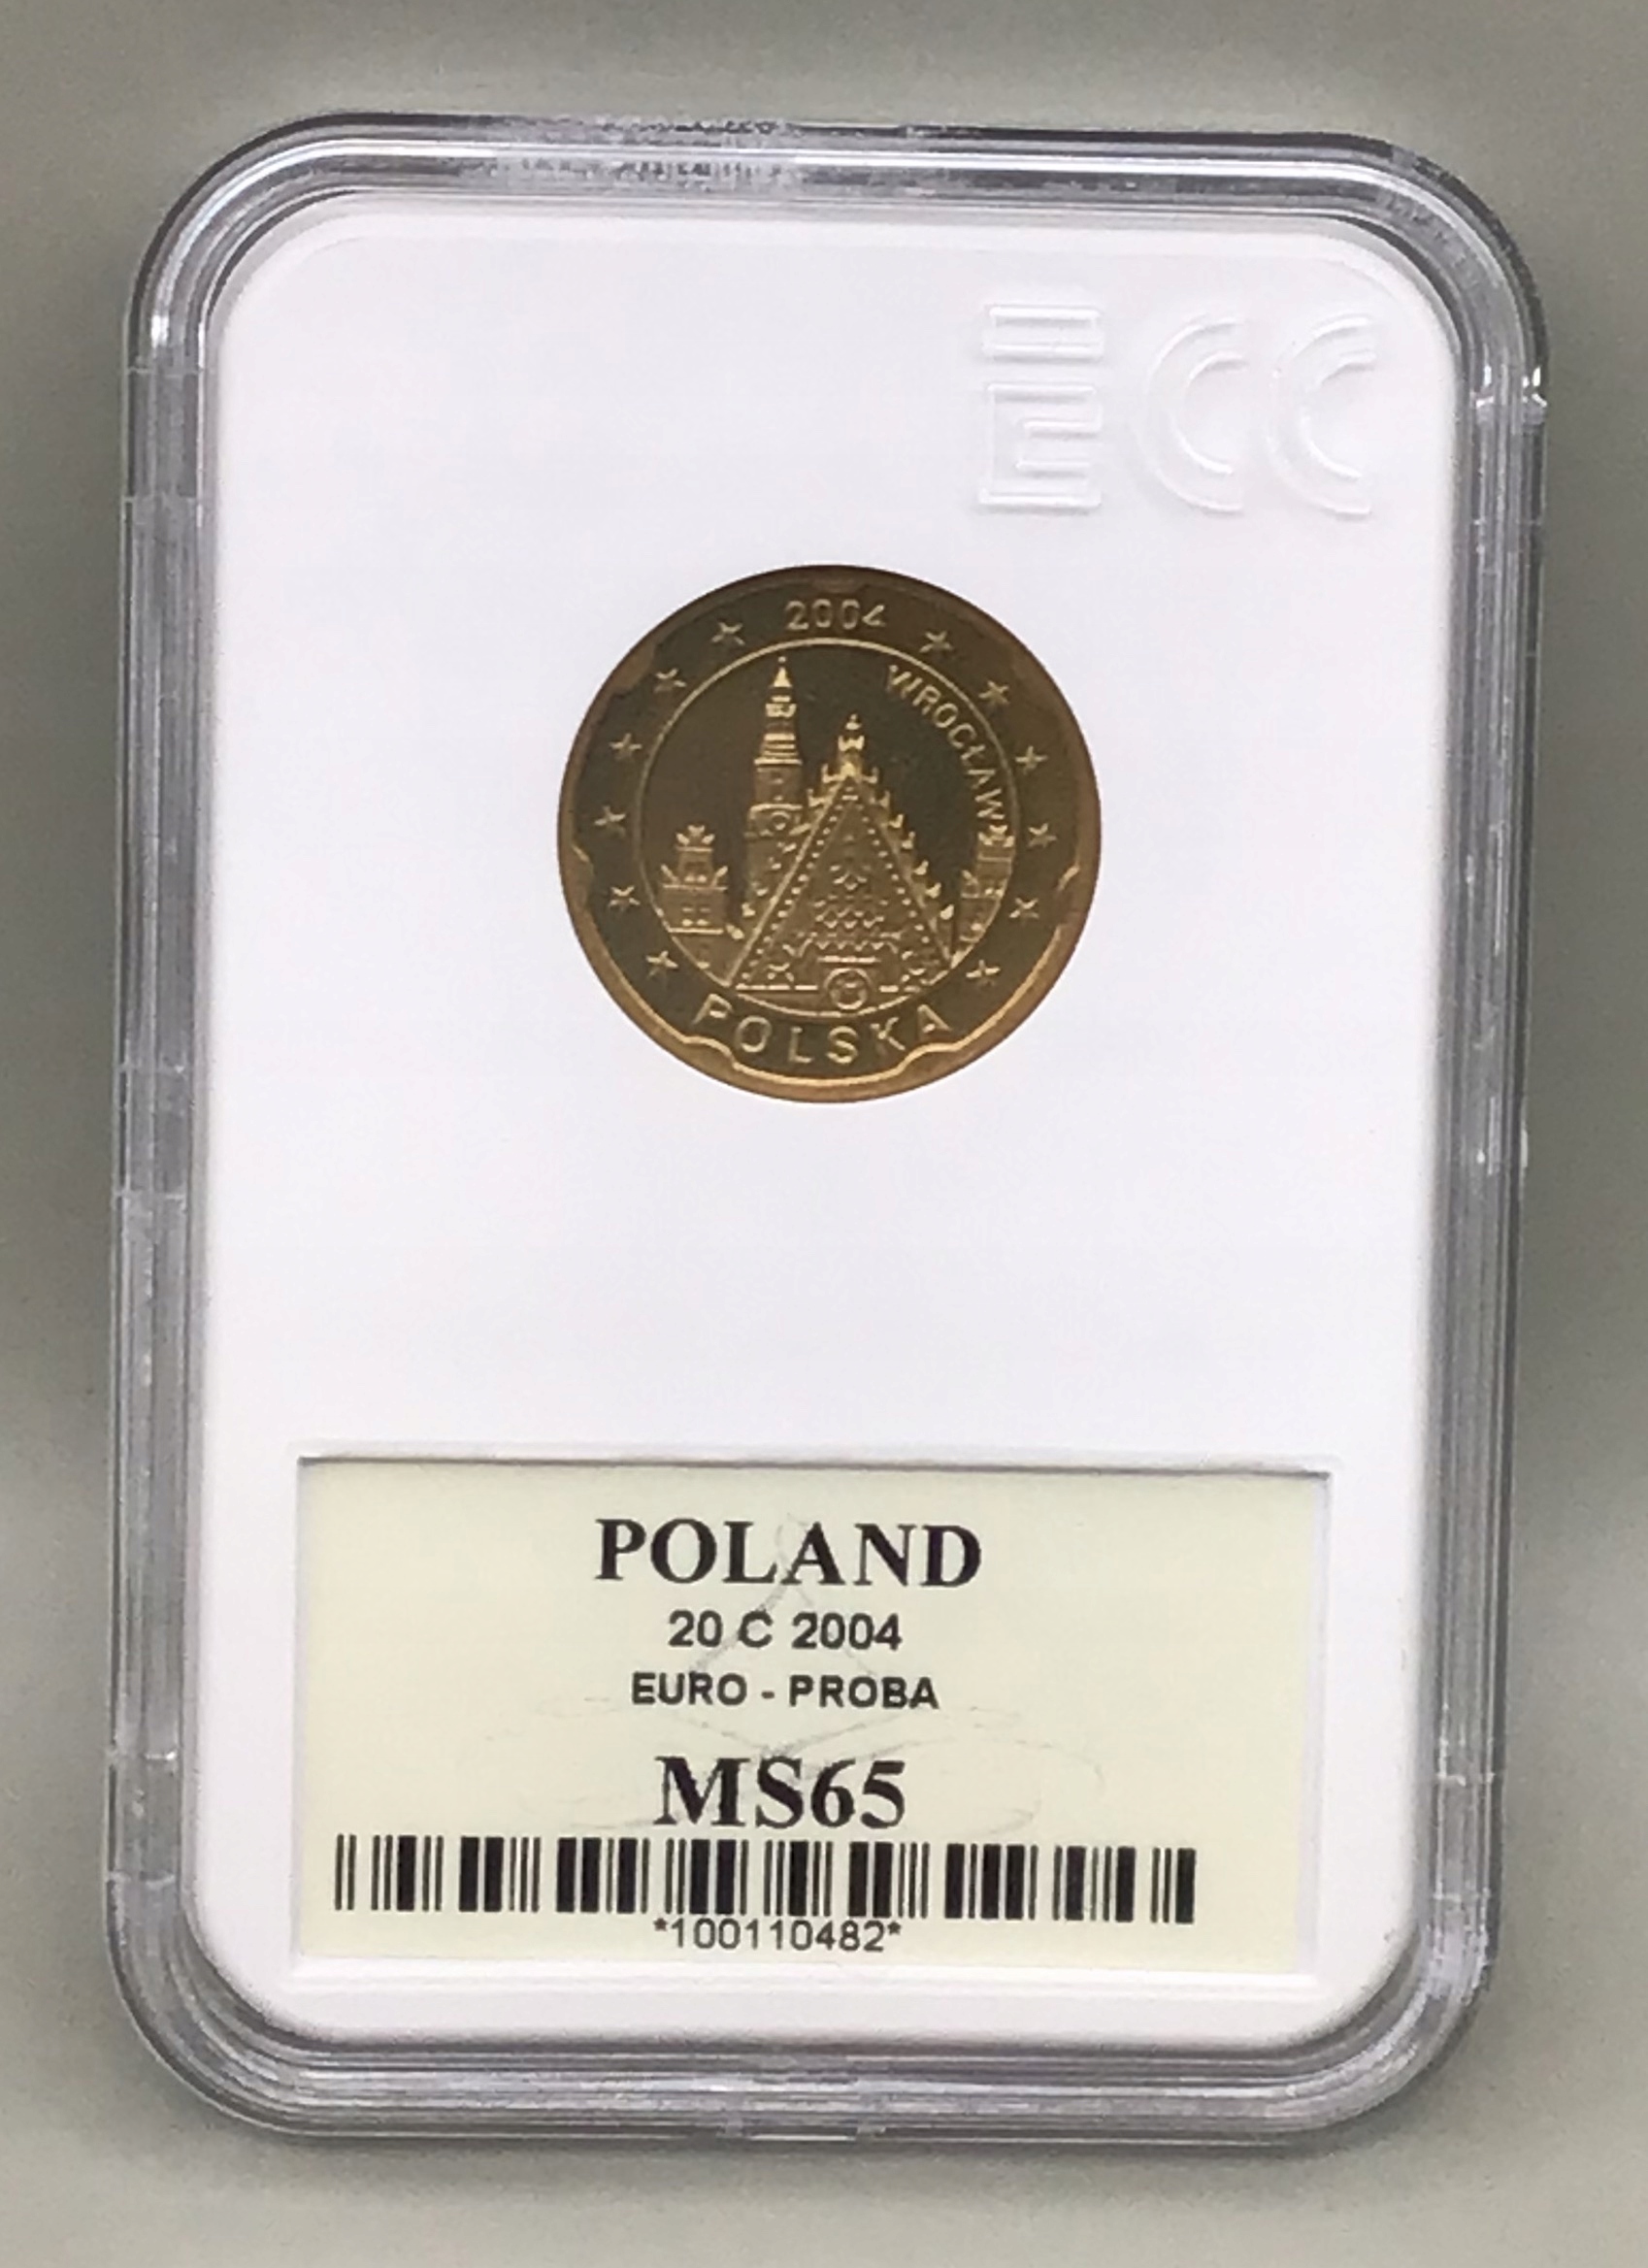 ECC
2004
WROCŁAW
POLSKA
POLAND
20 C 2004
EURO - PROBA
MS65
*100110482*